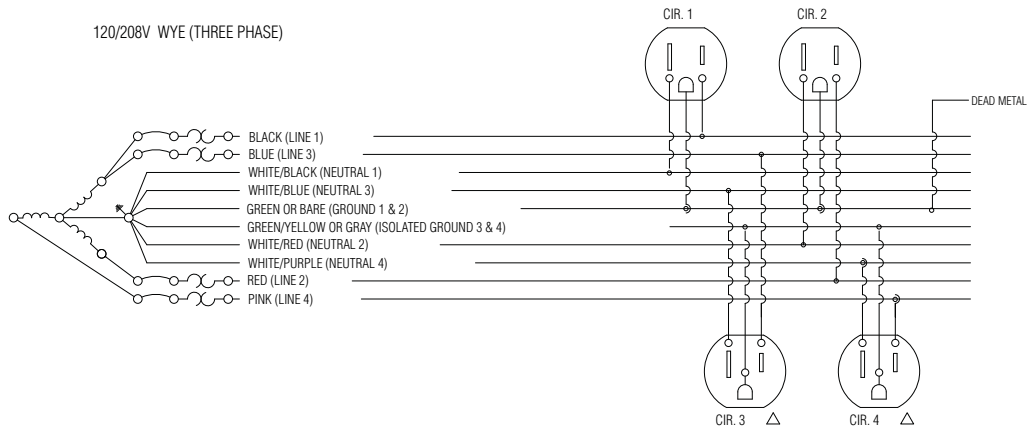 120/208V WYE (THREE PHASE)
CIR. 1
CIR. 2
DEAD METAL
BLACK (LINE 1)
BLUE (LINE 3)
WHITE/BLACK (NEUTRAL 1)
WHITE/BLUE (NEUTRAL 3)
GREEN OR BARE (GROUND 1 & 2)
GREEN/YELLOW OR GRAY (ISOLATED GROUND 3 & 4)
WHITE/RED (NEUTRAL 2)
WHITE/PURPLE (NEUTRAL 4)
RED (LINE 2)
PINK (LINE 4)
CIR. 3
CIR. 4